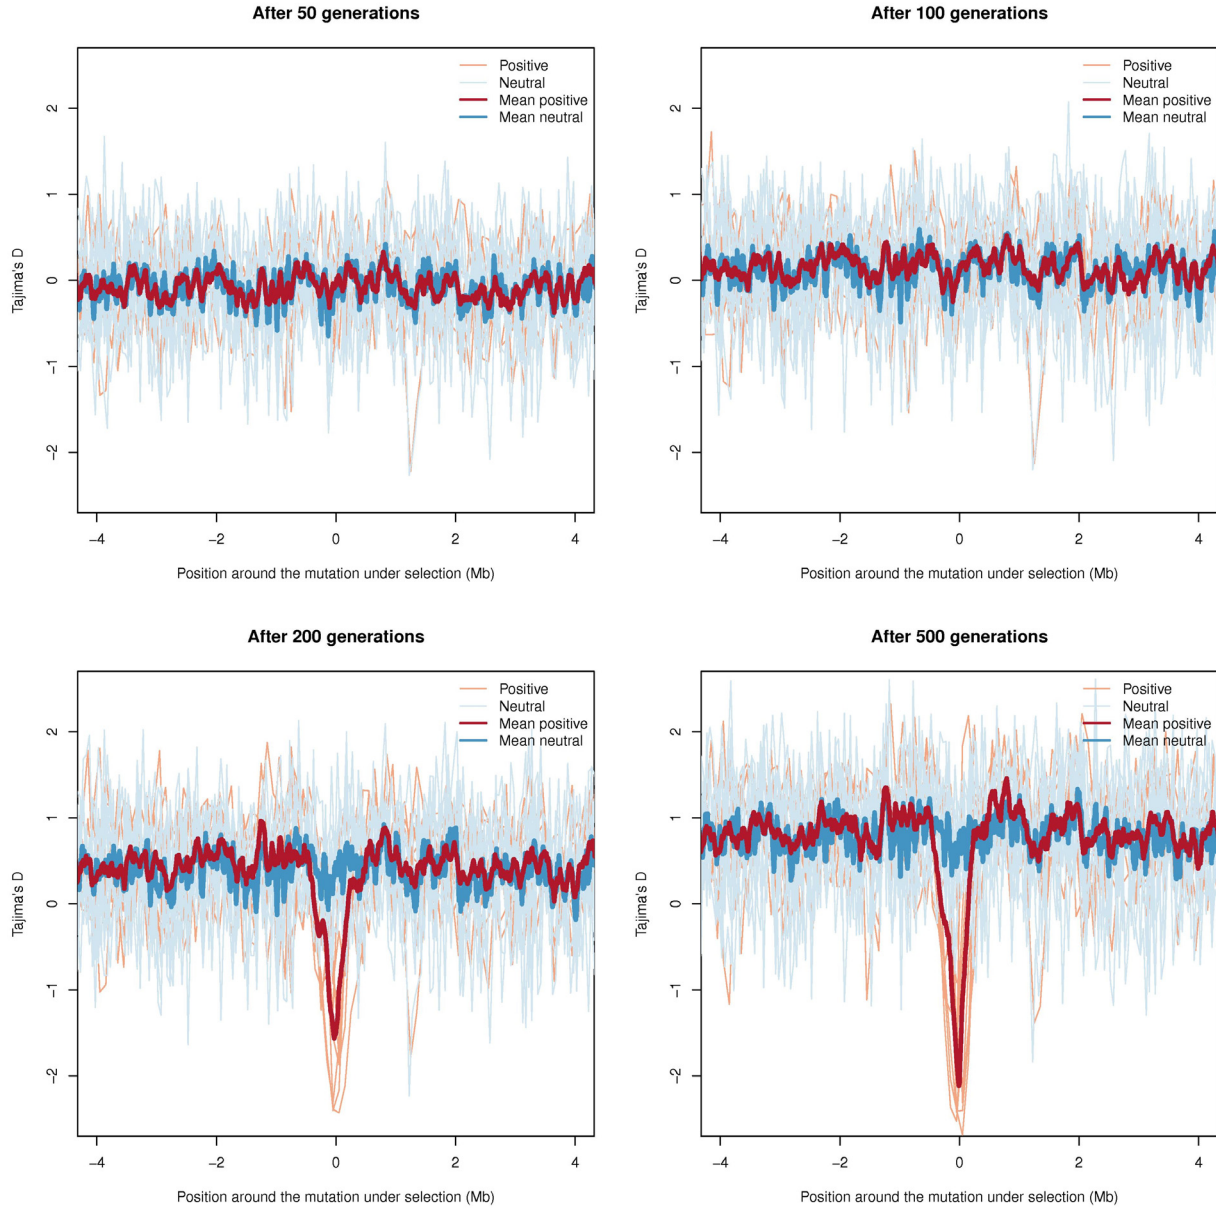 After 50 generations
Positive
Neutral
Mean positive
Mean neutral
Tajima's D
2
1
0
−1
−2
−4
−2
0
2
4
Position around the mutation under selection (Mb)
After 100 generations
Positive
Neutral
Mean positive
Mean neutral
Tajima's D
2
1
0
−1
−2
−4
−2
0
2
4
Position around the mutation under selection (Mb)
After 200 generations
Positive
Neutral
Mean positive
Mean neutral
Tajima's D
2
1
0
−1
−2
−4
−2
0
2
4
Position around the mutation under selection (Mb)
After 500 generations
Positive
Neutral
Mean positive
Mean neutral
Tajima's D
2
1
0
−1
−2
−4
−2
0
2
4
Position around the mutation under selection (Mb)